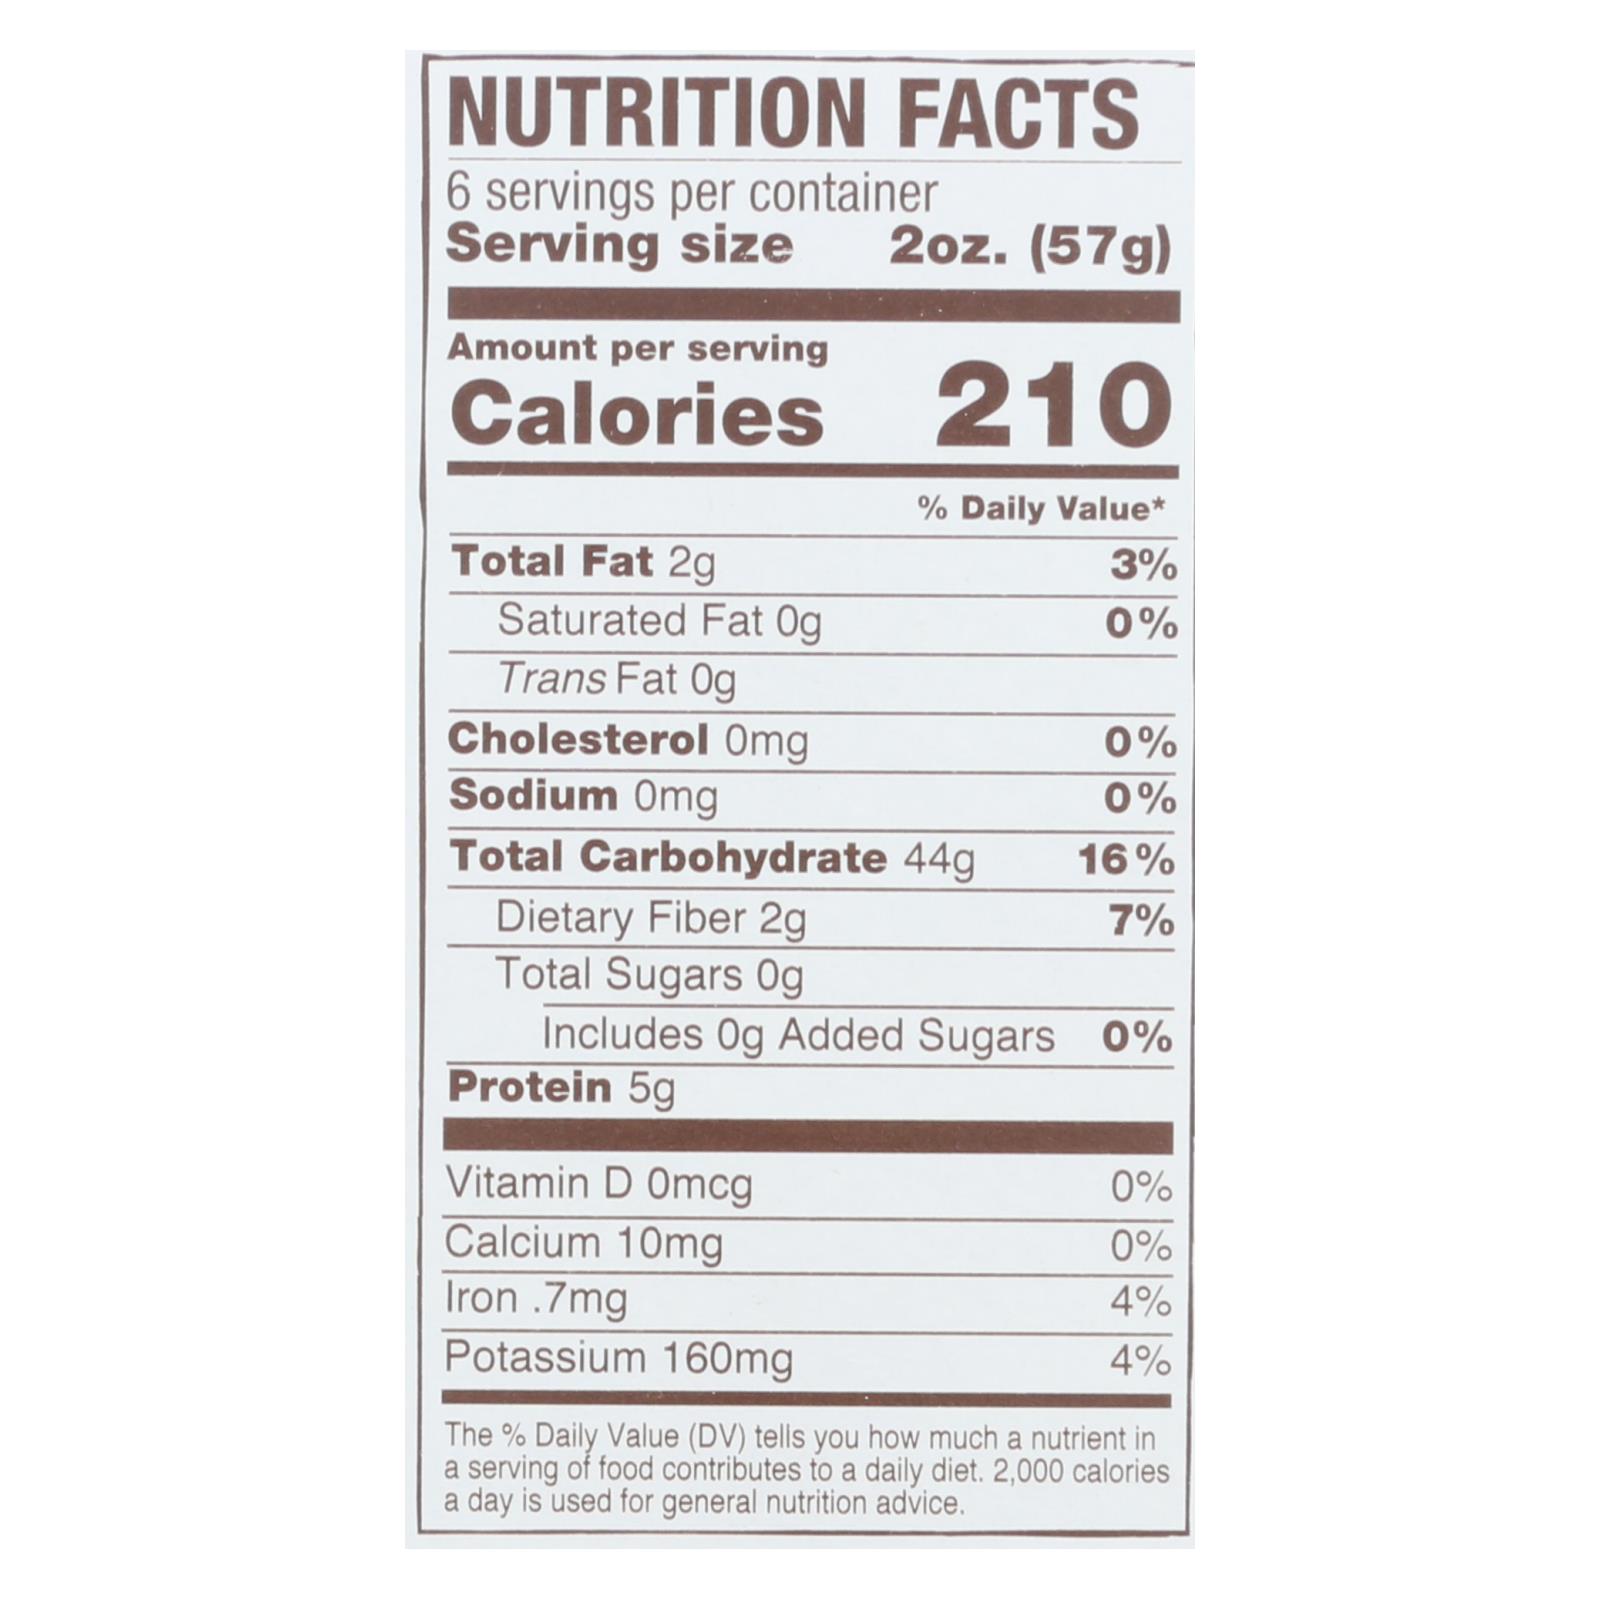 NUTRITION FACTS
6 servings per container
Serving size 2oz. (57g)
Amount per serving
Calories 210
% Daily Value*
Total Fat 2g 3%
Saturated Fat 0g 0%
Trans Fat 0g
Cholesterol 0mg 0%
Sodium 0mg 0%
Total Carbohydrate 44g 16%
Dietary Fiber 2g 7%
Total Sugars 0g
Includes 0g Added Sugars 0%
Protein 5g
Vitamin D 0mcg 0%
Calcium 10mg 0%
Iron .7mg 4%
Potassium 160mg 4%
The % Daily Value (DV) tells you how much a nutrient in
a serving of food contributes to a daily diet. 2,000 calories
a day is used for general nutrition advice.